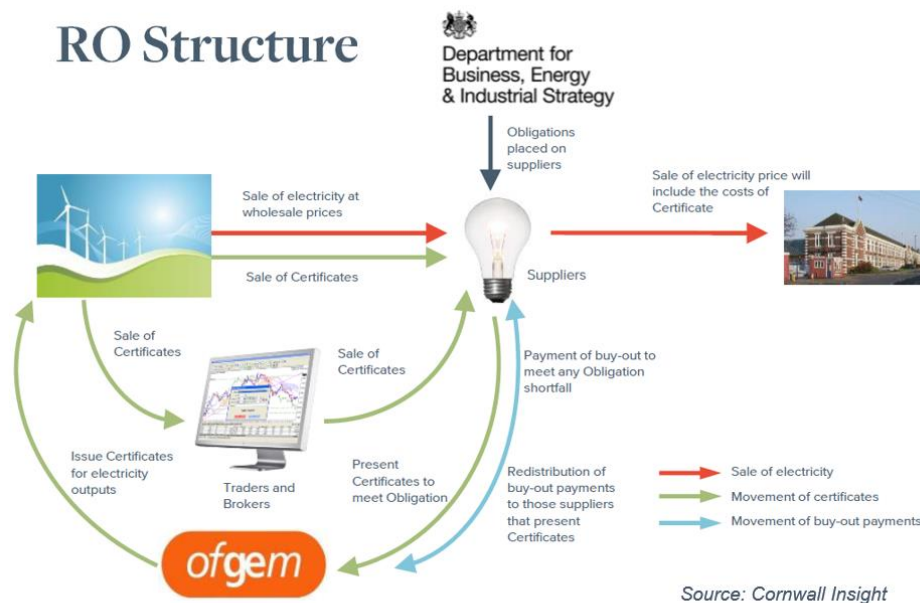 RO Structure
Department for
Business, Energy
& Industrial Strategy
Obligations
placed on
suppliers
Sale of electricity at
wholesale prices
Sale of electricity price will
include the costs of
Certificate
Sale of Certificates
Suppliers
Sale of
Certificates
Sale of
Certificates
Payment of buy-out to
meet any Obligation
shortfall
Issue Certificates
for electricity
outputs
Traders and
Brokers
Present
Certificates to
meet Obligation
Redistribution of
buy-out payments
to those suppliers
that present
Certificates
Sale of electricity
Movement of certificates
Movement of buy-out payments
ofgem
Source: Cornwall Insight